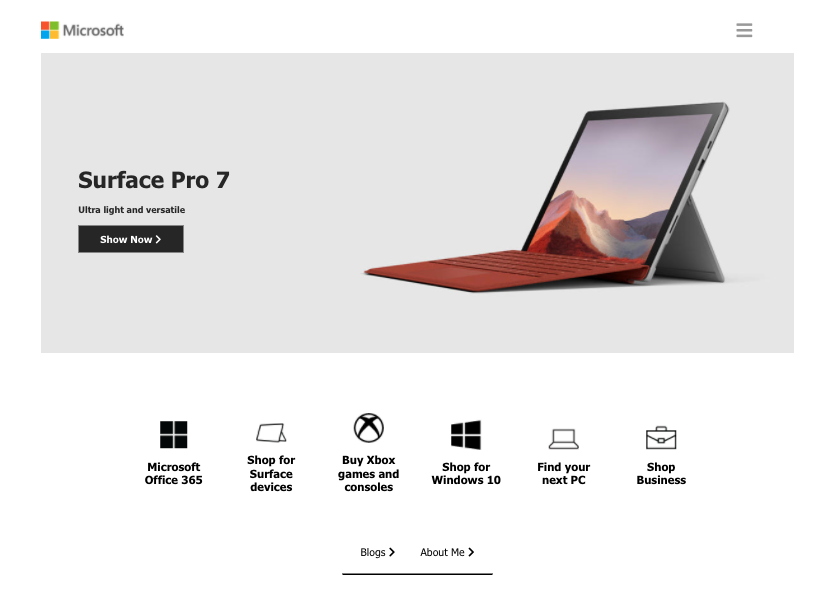 Microsoft
Surface Pro 7
Ultra light and versatile
Show Now
Microsoft
Office 365
Shop for
Surface
devices
Buy Xbox
games and
consoles
Shop for
Windows 10
Find your
next PC
Shop
Business
Blogs
About Me